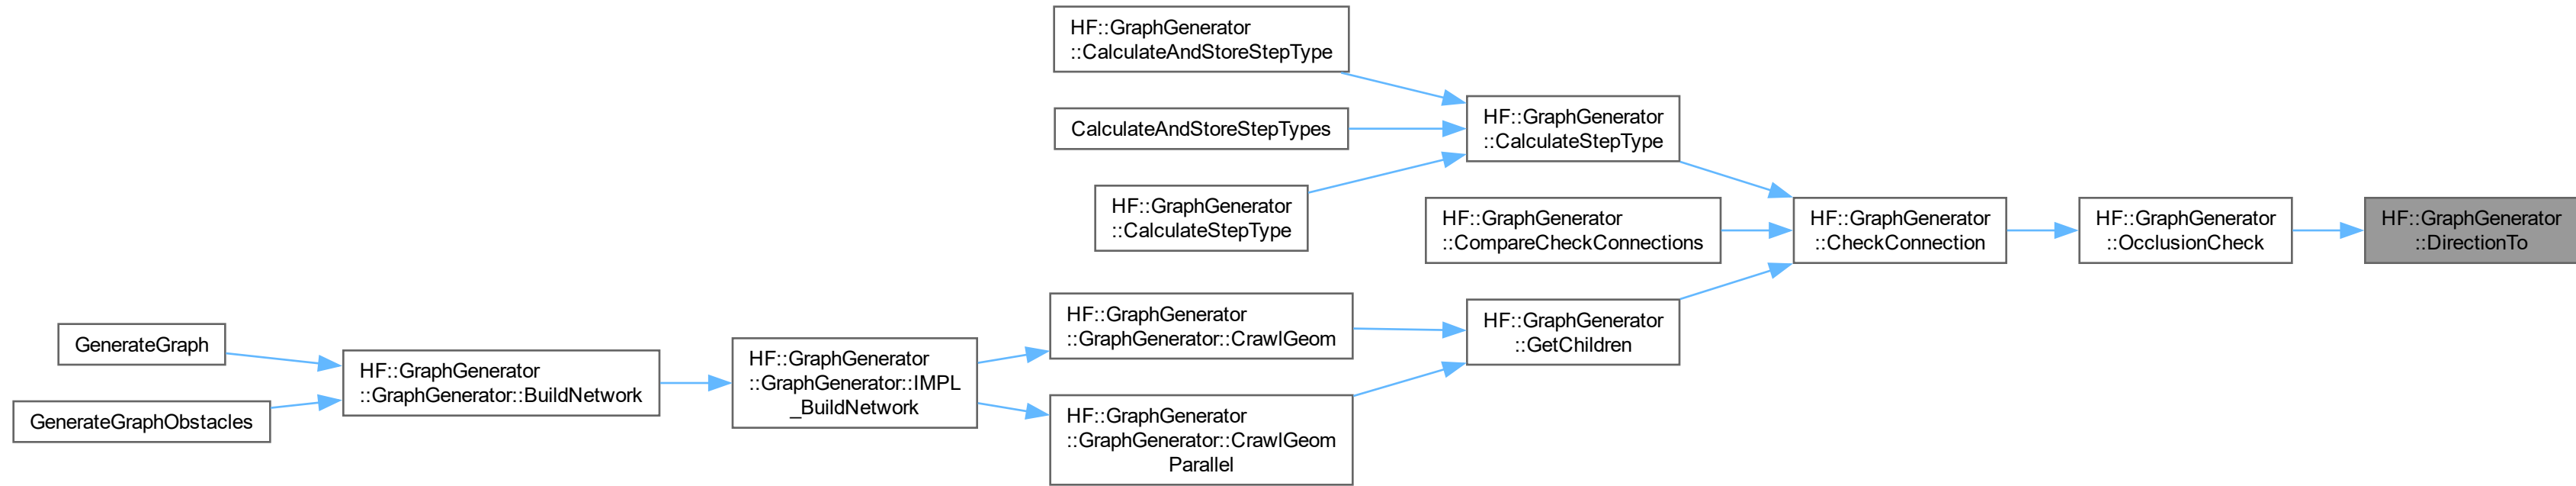 HF::GraphGenerator
::CalculateAndStoreStepType
CalculateAndStoreStepTypes
HF::GraphGenerator
::CalculateStepType
HF::GraphGenerator
::CalculateStepType
HF::GraphGenerator
::CompareCheckConnections
HF::GraphGenerator
::CheckConnection
HF::GraphGenerator
::OcclusionCheck
HF::GraphGenerator
::DirectionTo
GenerateGraph
GenerateGraphObstacles
HF::GraphGenerator
::GraphGenerator::BuildNetwork
HF::GraphGenerator
::GraphGenerator::IMPL
_BuildNetwork
HF::GraphGenerator
::GraphGenerator::CrawlGeom
HF::GraphGenerator
::GraphGenerator::CrawlGeom
Parallel
HF::GraphGenerator
::GetChildren